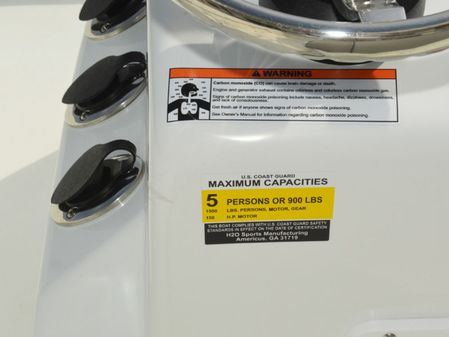 WARNING
Carbon monoxide (CO) can cause brain damage or death.
Engine and generator exhaust contains odorless and colorless carbon monoxide gas.
Signs of carbon monoxide poisoning include nausea, headache, dizziness, drowsiness,
and lack of consciousness.
Get fresh air if anyone shows signs of carbon monoxide poisoning.
See Owner's Manual for information regarding carbon monoxide poisoning.
U.S. COAST GUARD
MAXIMUM CAPACITIES
5 PERSONS OR 900 LBS
1500 LBS. PERSONS, MOTOR, GEAR
150 H.P. MOTOR
THIS BOAT COMPLIES WITH U.S. COAST GUARD SAFETY
STANDARDS IN EFFECT ON THE DATE OF CERTIFICATION
H2O Sports Manufacturing
Americus, GA 31719